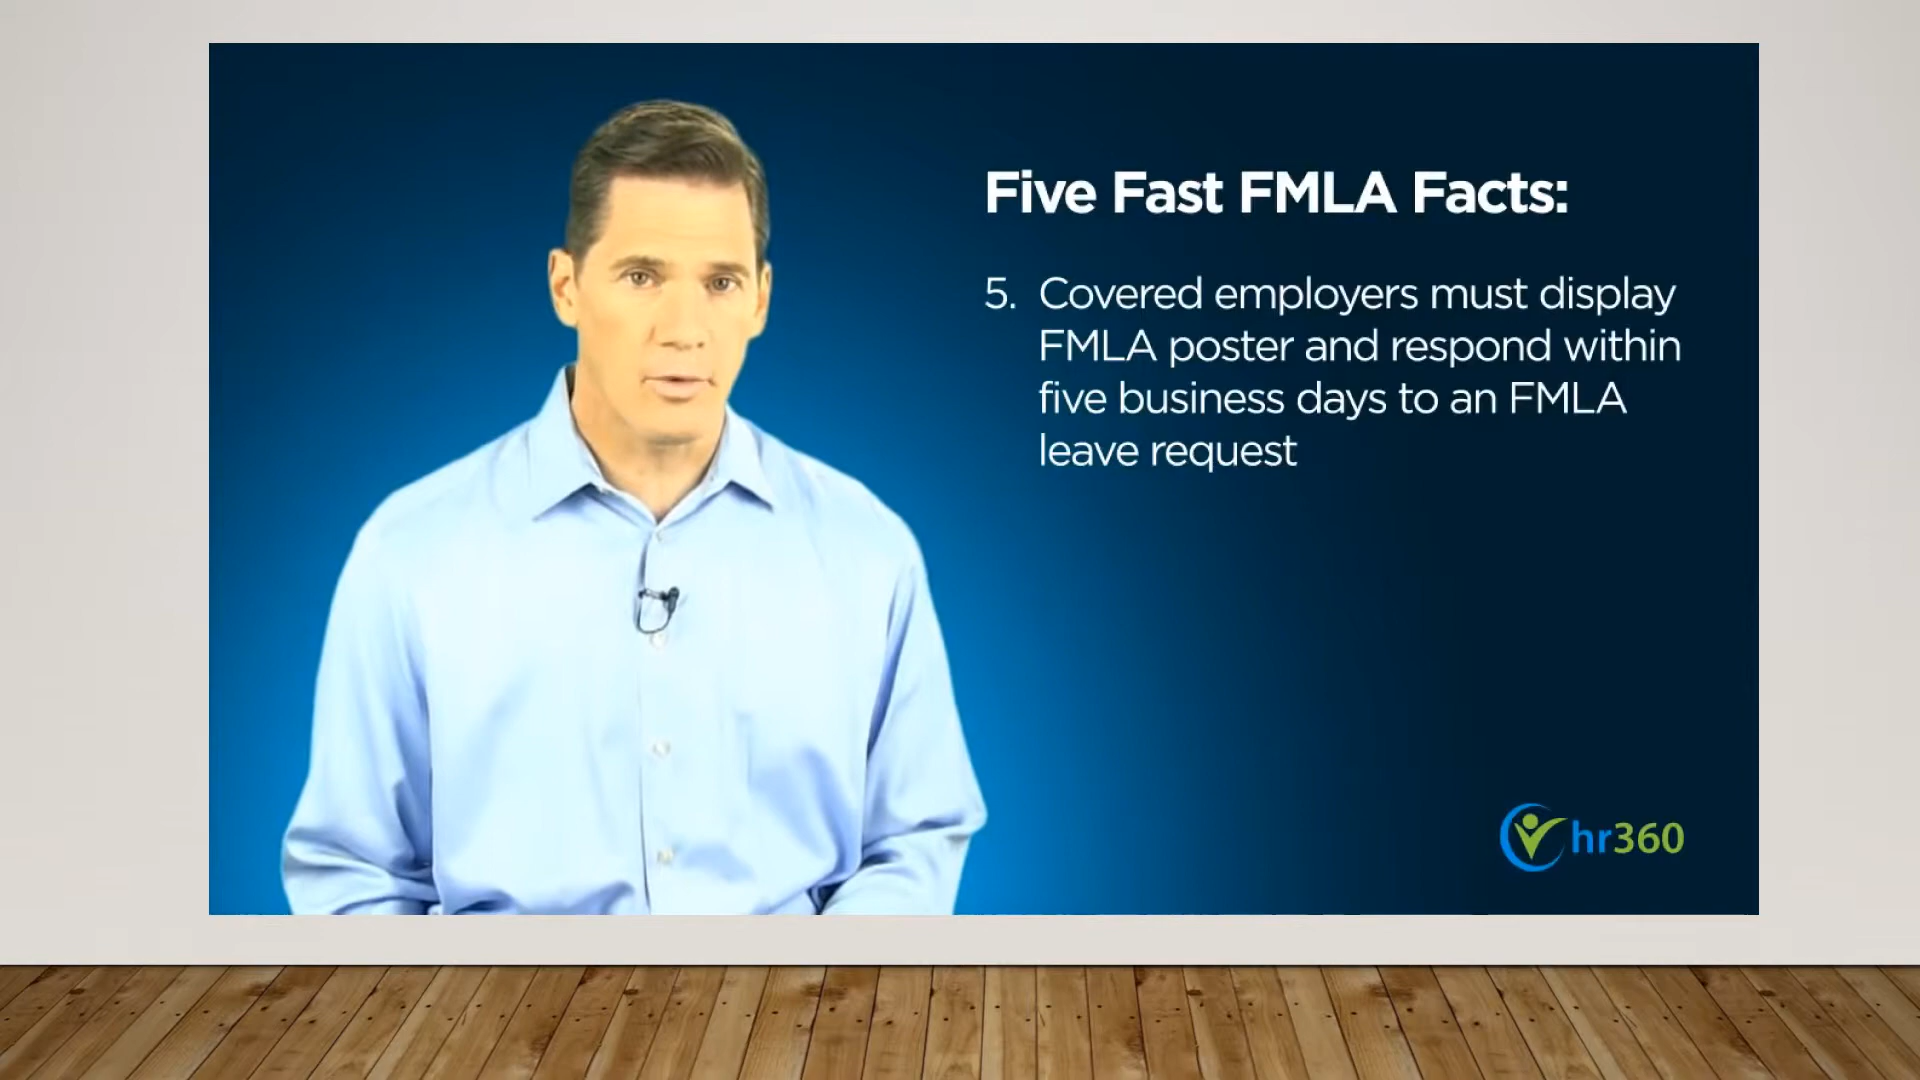 Five Fast FMLA Facts:
5. Covered employers must display
FMLA poster and respond within
five business days to an FMLA
leave request
hr360